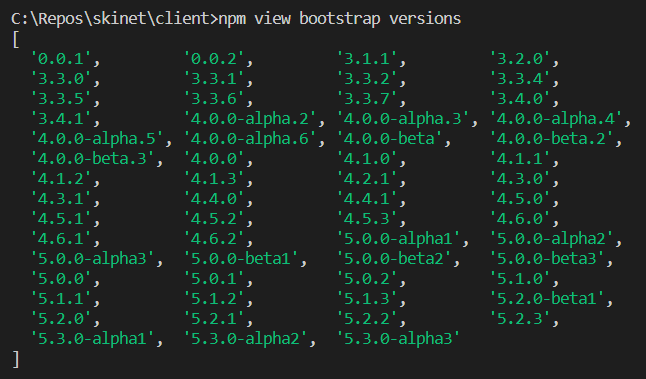 C:\Repos\skinet\client>npm view bootstrap versions
[
'0.0.1', '0.0.2', '3.1.1', '3.2.0',
'3.3.0', '3.3.1', '3.3.2', '3.3.4',
'3.3.5', '3.3.6', '3.3.7', '3.4.0',
'3.4.1', '4.0.0-alpha.2', '4.0.0-alpha.3', '4.0.0-alpha.4',
'4.0.0-alpha.5', '4.0.0-alpha.6', '4.0.0-beta', '4.0.0-beta.2',
'4.0.0-beta.3', '4.0.0', '4.1.0', '4.1.1',
'4.1.2', '4.1.3', '4.2.1', '4.3.0',
'4.3.1', '4.4.0', '4.4.1', '4.5.0',
'4.5.1', '4.5.2', '4.5.3', '4.6.0',
'4.6.1', '4.6.2', '5.0.0-alpha1', '5.0.0-alpha2',
'5.0.0-alpha3', '5.0.0-beta1', '5.0.0-beta2', '5.0.0-beta3',
'5.0.0', '5.0.1', '5.0.2', '5.1.0',
'5.1.1', '5.1.2', '5.1.3', '5.2.0-beta1',
'5.2.0', '5.2.1', '5.2.2', '5.2.3',
'5.3.0-alpha1', '5.3.0-alpha2', '5.3.0-alpha3'
]